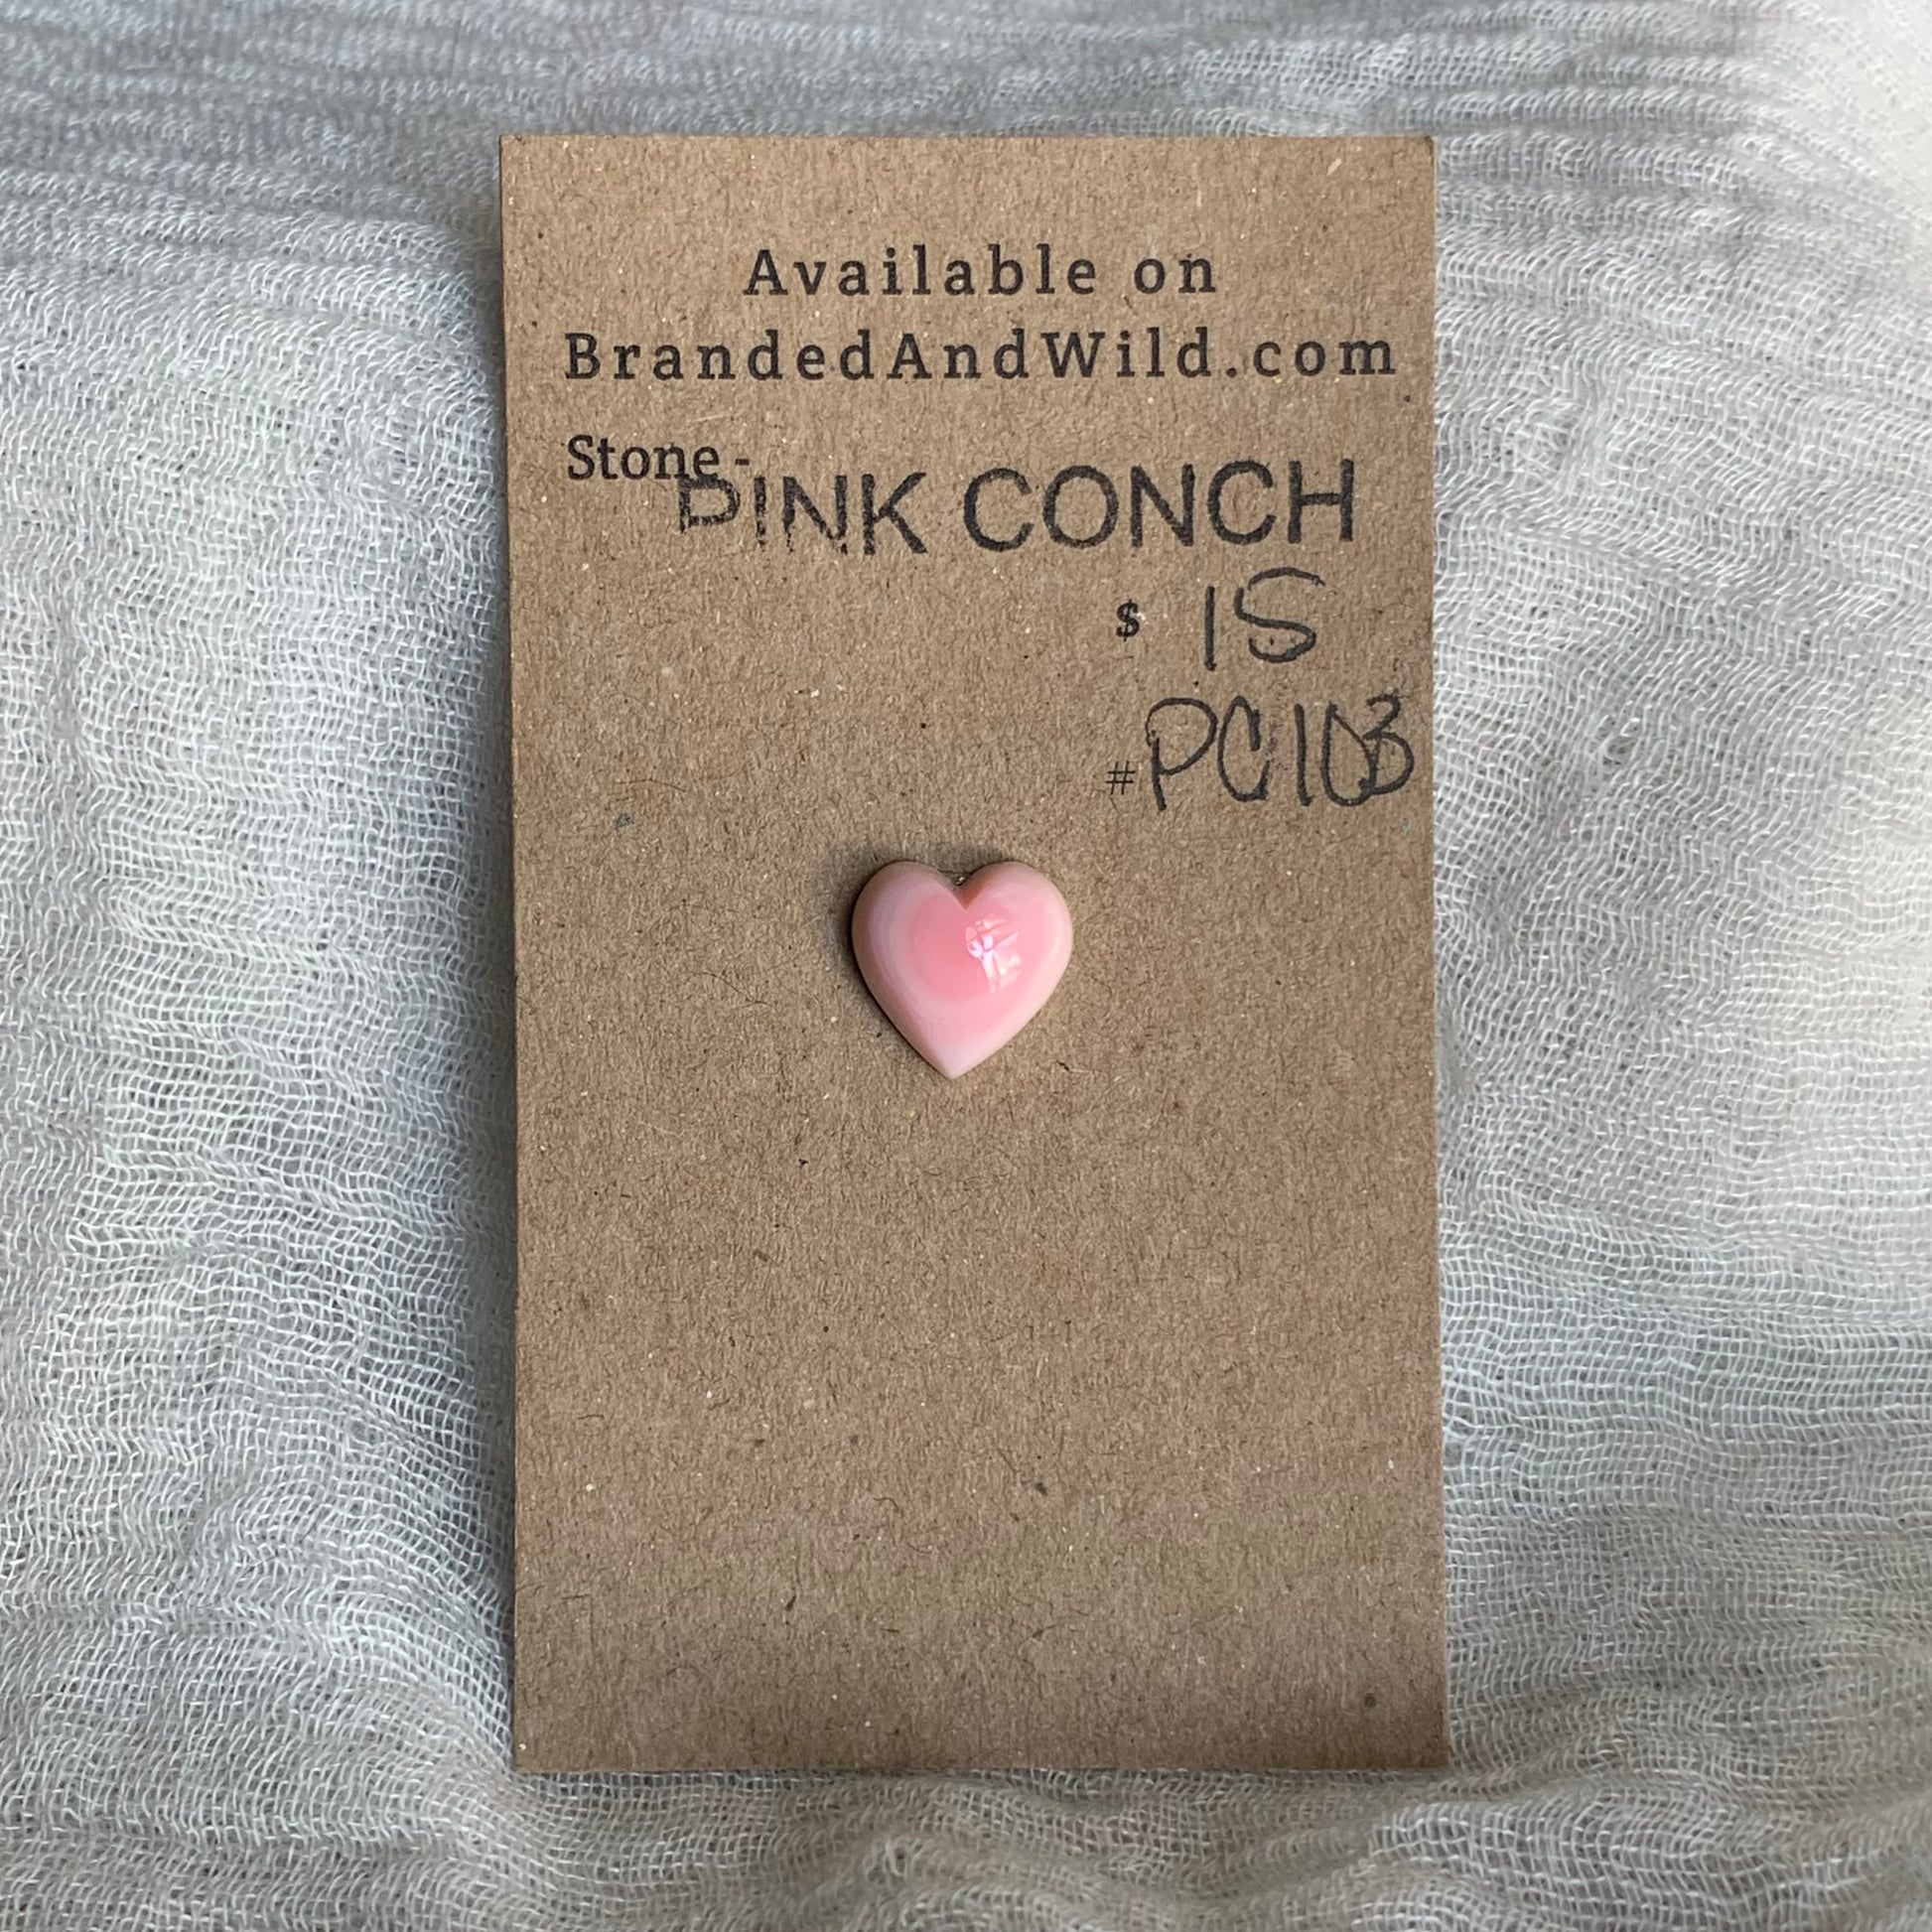 Available on
BrandedAndWild.com
Stone - PINK CONCH
$ 15
#PC103